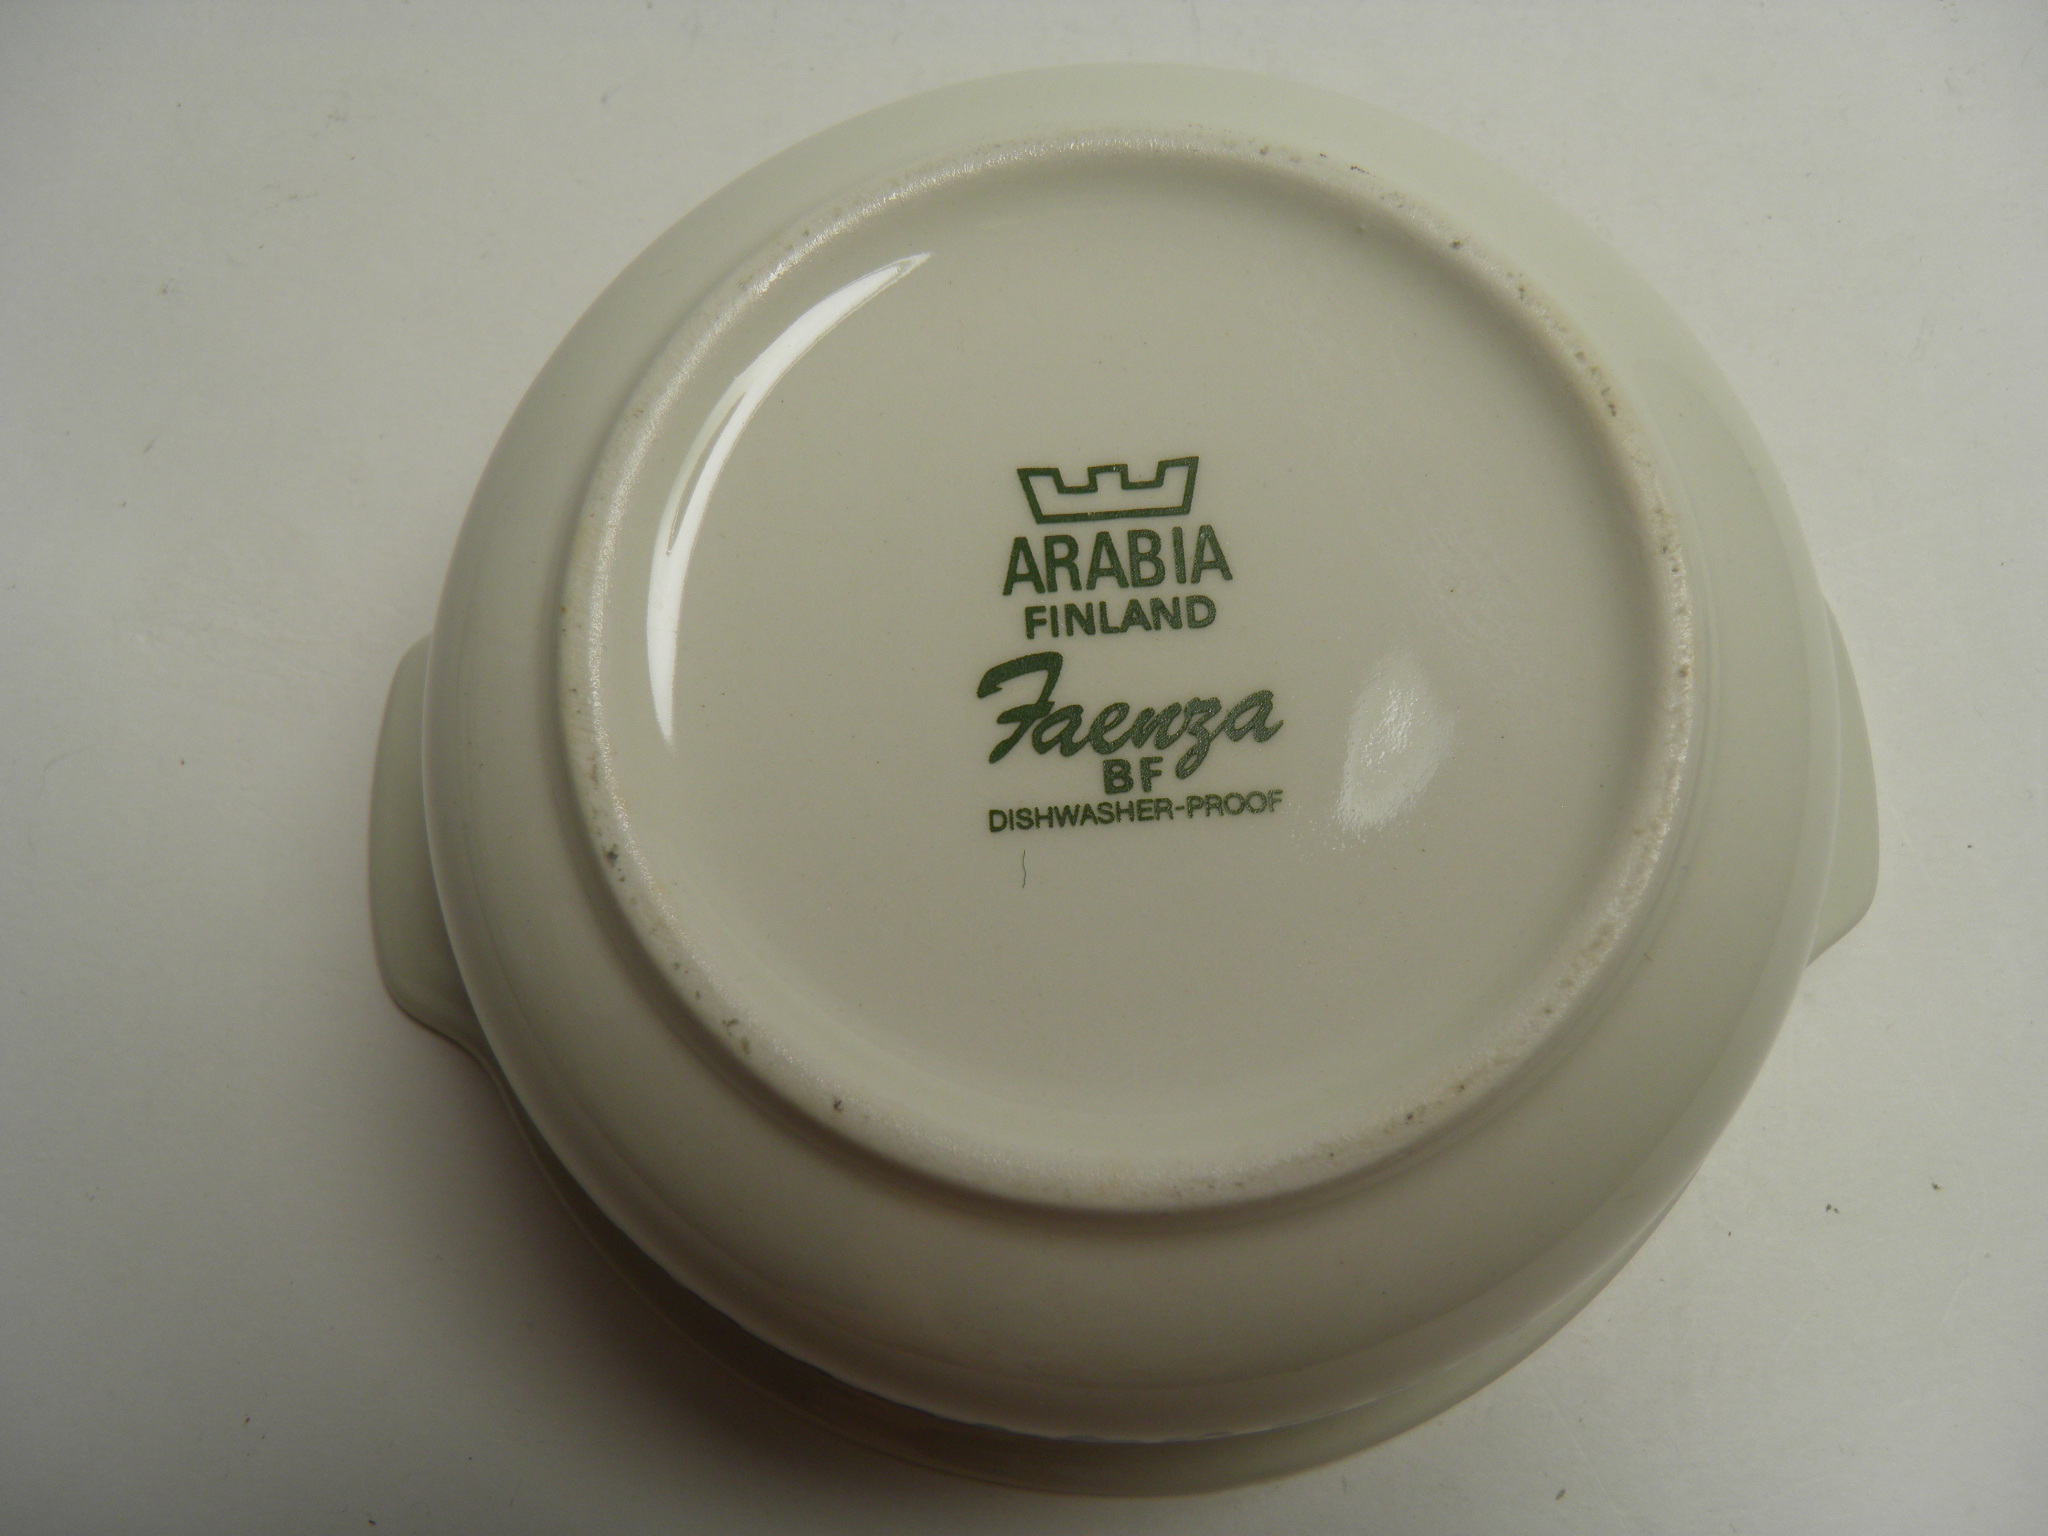 ARABIA
FINLAND
Faenza
BF
DISHWASHER-PROOF